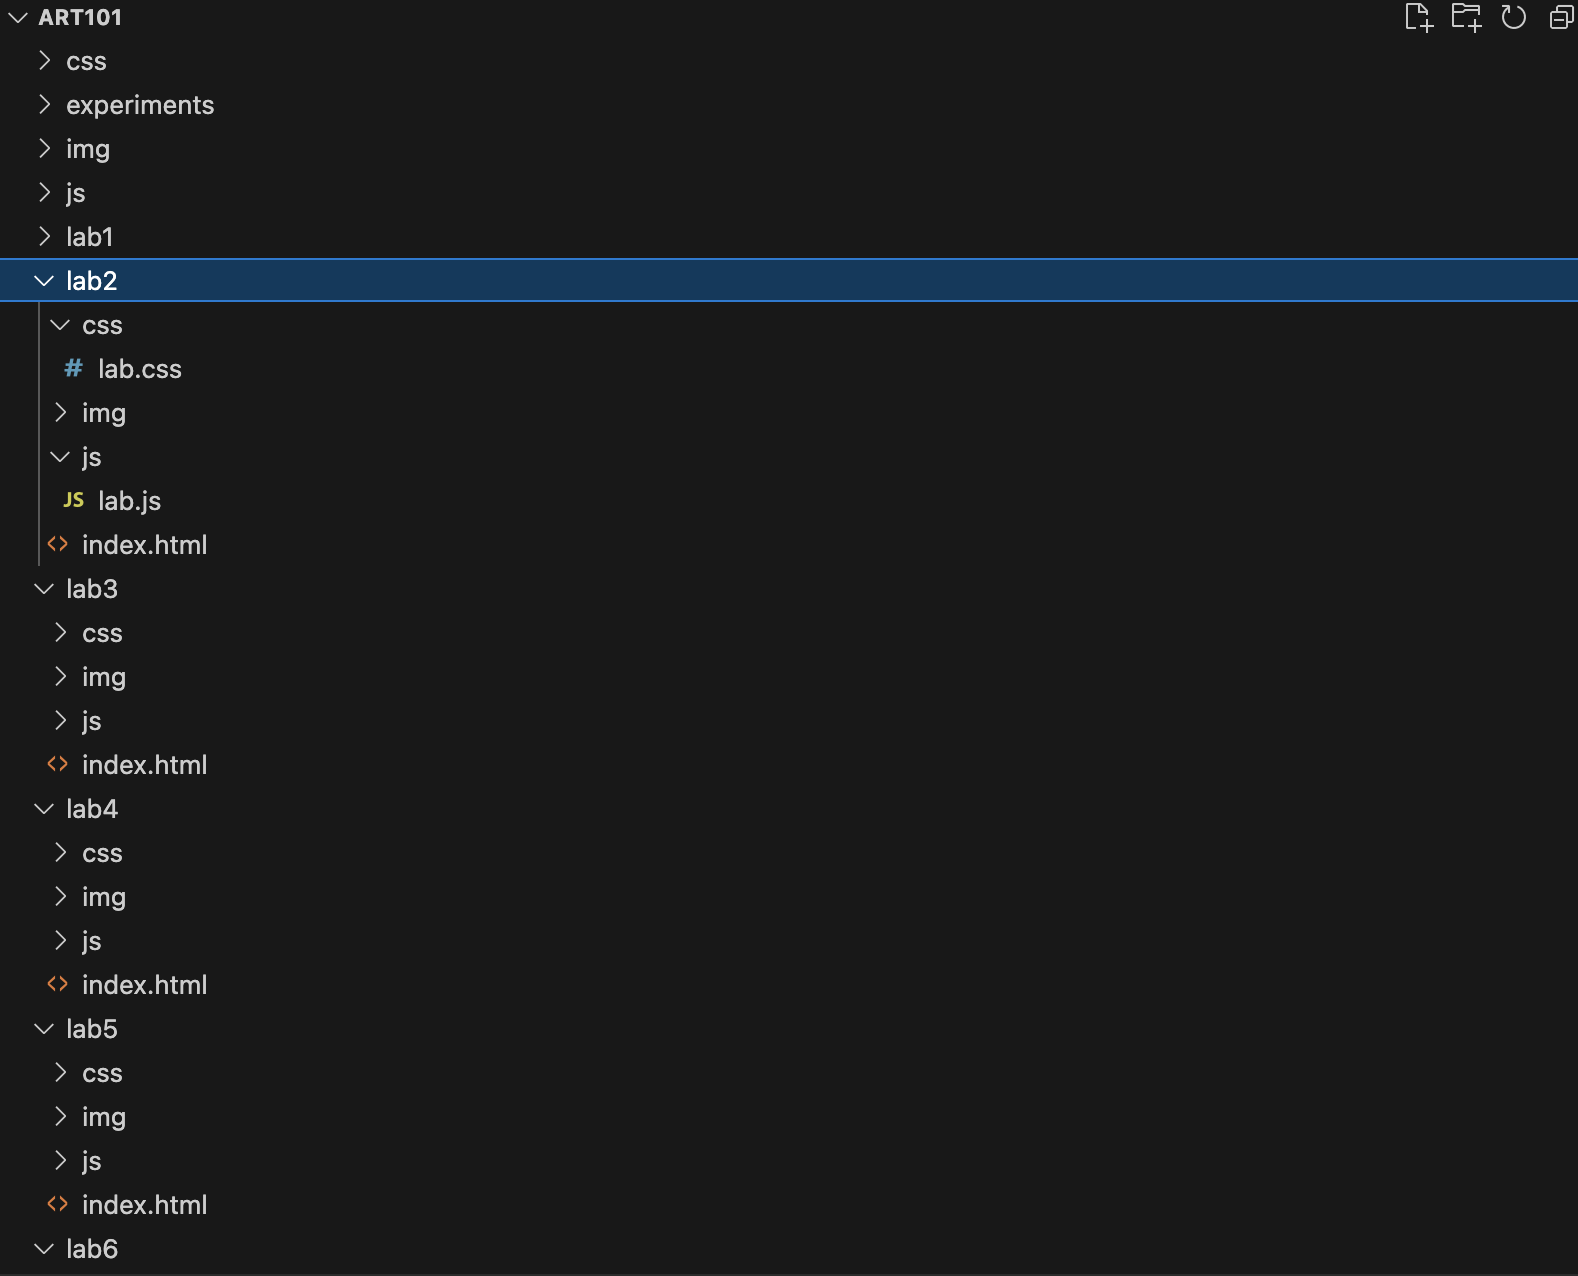 ART101
css
experiments
img
js
lab1
lab2
css
# lab.css
img
js
JS lab.js
<> index.html
lab3
css
img
js
<> index.html
lab4
css
img
js
<> index.html
lab5
css
img
js
<> index.html
lab6